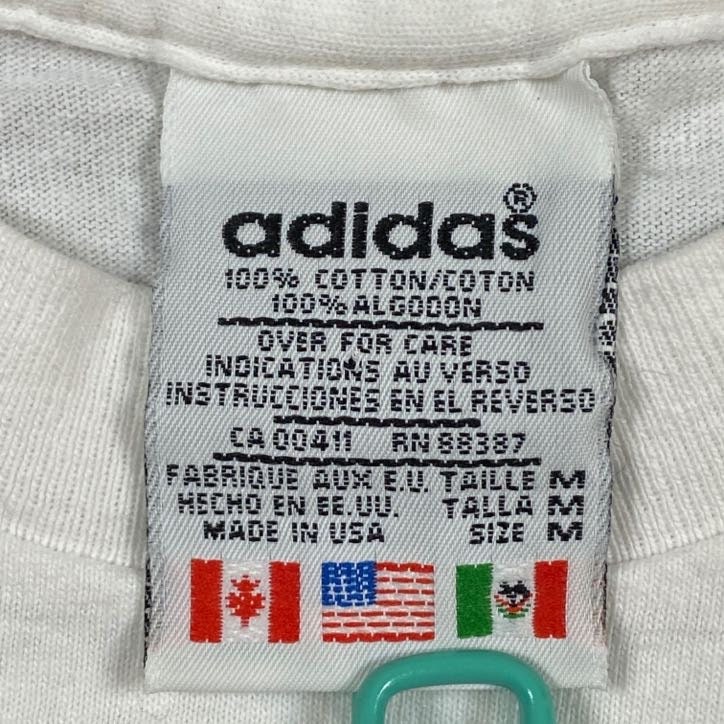 adidas®
100% COTTON/COTON
100% ALGODON
OVER FOR CARE
INDICATIONS AU VERSO
INSTRUCCIONES EN EL REVERSO
CA 00411 RN 88387
FABRIQUE AUX E.U. TAILLE M
HECHO EN EE.UU. TALLA M
MADE IN USA SIZE M